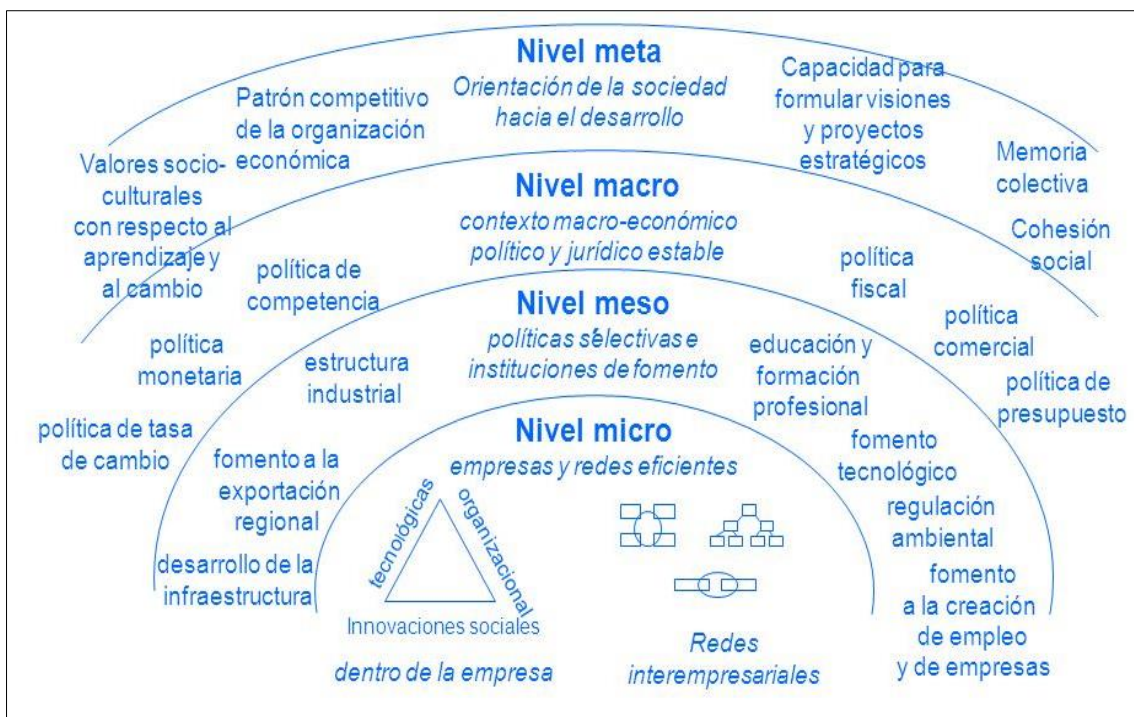 Nivel meta
Orientación de la sociedad
hacia el desarrollo
Patrón competitivo
de la organización
económica
Capacidad para
formular visiones
y proyectos
estratégicos
Valores socio-
culturales
con respecto al
aprendizaje y
al cambio
Memoria
colectiva
Cohesión
social
Nivel macro
contexto macro-económico
político y jurídico estable
política de
competencia
política
fiscal
política
monetaria
política
comercial
política de tasa
de cambio
política de
presupuesto
Nivel meso
políticas selectivas e
instituciones de fomento
estructura
industrial
educación y
formación
profesional
fomento a la
exportación
regional
fomento
tecnológico
desarrollo de la
infraestructura
regulación
ambiental
fomento
a la creación
de empleo
y de empresas
Nivel micro
empresas y redes eficientes
tecnológicas
organizacional
Innovaciones sociales
dentro de la empresa
Redes
interempresariales